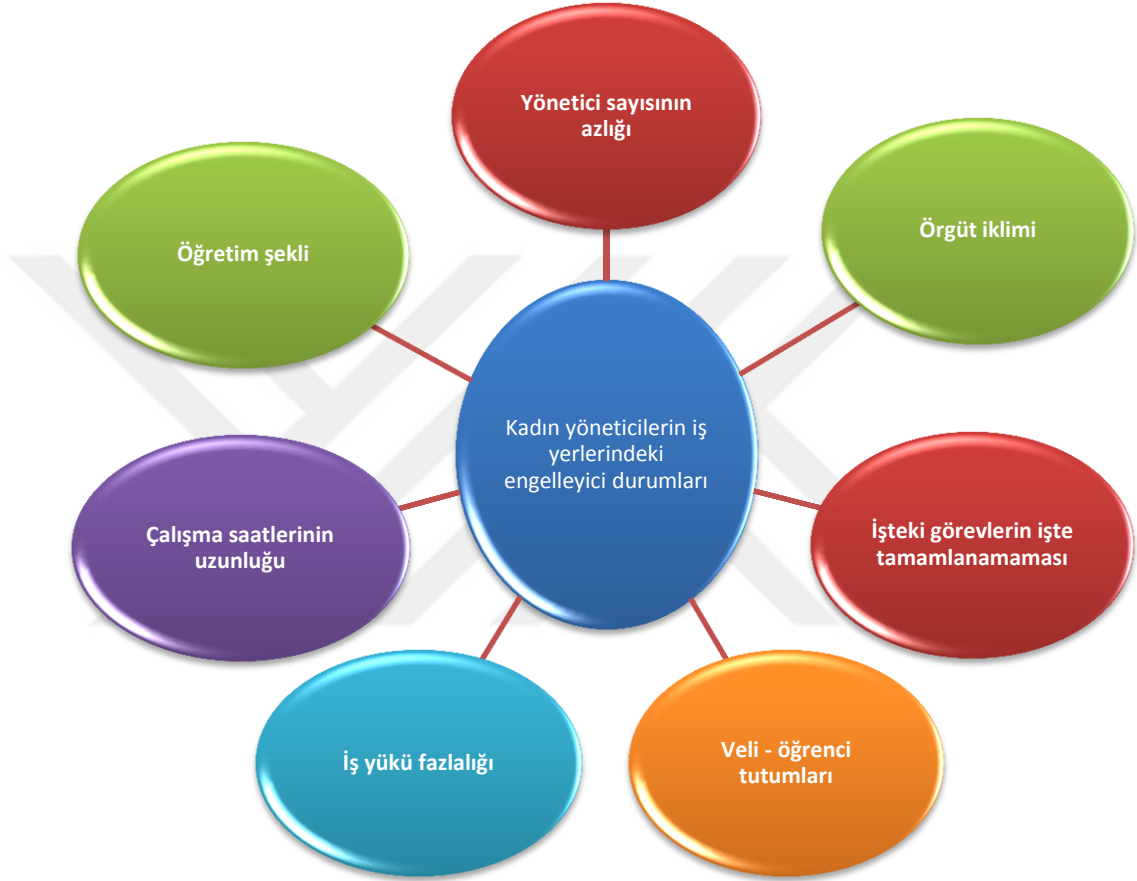 Yönetici sayısının
azlığı
Örgüt iklimi
Öğretim şekli
Kadın yöneticilerin iş
yerlerindeki
engelleyici durumları
Çalışma saatlerinin
uzunluğu
İşteki görevlerin işte
tamamlanamaması
İş yükü fazlalığı
Veli - öğrenci
tutumları